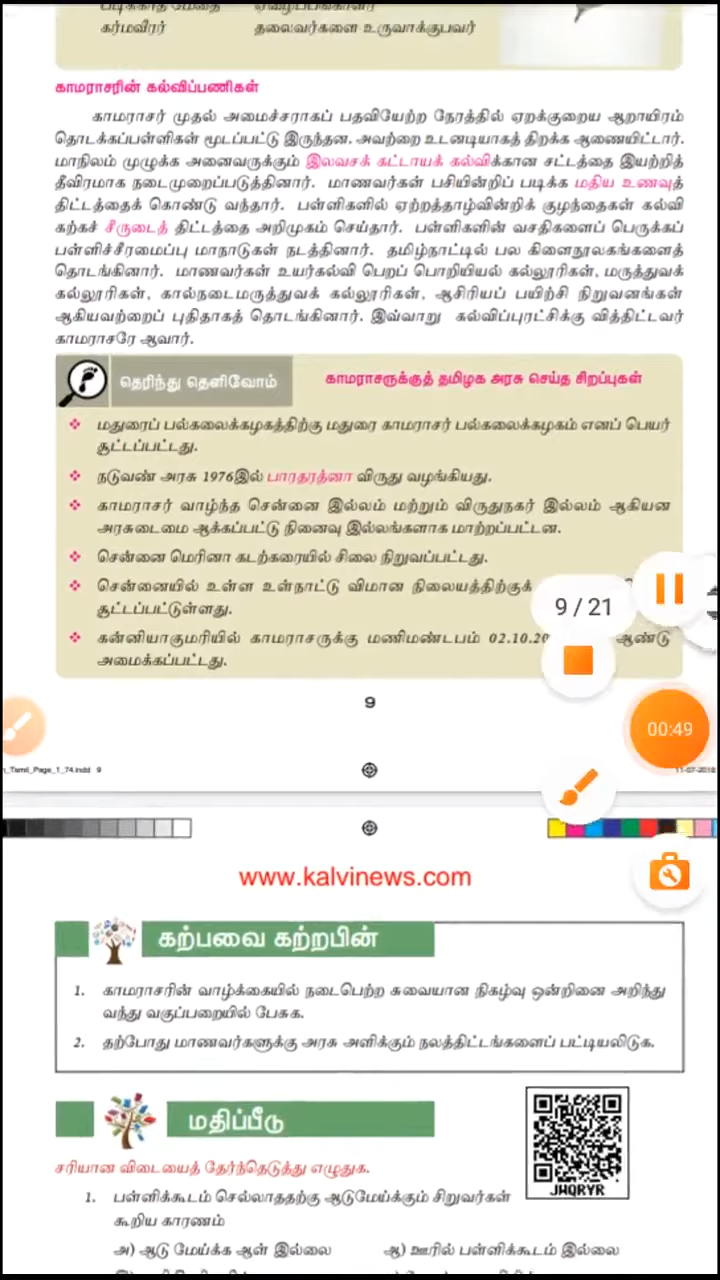 கர்மவீரர் தலைவர்களை உருவாக்குபவர்
காமராசரின் கல்விப்பணிகள்
காமராசர் முதல் அமைச்சராகப் பதவியேற்ற நேரத்தில் ஏறக்குறைய ஆறாயிரம்
தொடக்கப்பள்ளிகள் மூடப்பட்டு இருந்தன. அவற்றை உடனடியாகத் திறக்க ஆணையிட்டார்.
மாநிலம் முழுக்க அனைவருக்கும் இலவசக் கட்டாயக் கல்விக்கான சட்டத்தை இயற்றித்
தீவிரமாக நடைமுறைப்படுத்தினார். மாணவர்கள் பசியின்றிப் படிக்க மதிய உணவுத்
திட்டத்தைக் கொண்டு வந்தார். பள்ளிகளில் ஏற்றத்தாழ்வின்றிக் குழந்தைகள் கல்வி
கற்கச் சீருடைத் திட்டத்தை அறிமுகம் செய்தார். பள்ளிகளின் வசதிகளைப் பெருக்கப்
பள்ளிச்சீரமைப்பு மாநாடுகள் நடத்தினார். தமிழ்நாட்டில் பல கிளைநூலகங்களைத்
தொடங்கினார். மாணவர்கள் உயர்கல்வி பெறப் பொறியியல் கல்லூரிகள், மருத்துவக்
கல்லூரிகள், கால்நடைமருத்துவக் கல்லூரிகள், ஆசிரியப் பயிற்சி நிறுவனங்கள்
ஆகியவற்றைப் புதிதாகத் தொடங்கினார். இவ்வாறு கல்விப்புரட்சிக்கு வித்திட்டவர்
காமராசரே ஆவார்.
தெரிந்து தெளிவோம் காமராசருக்குத் தமிழக அரசு செய்த சிறப்புகள்
❖ மதுரைப் பல்கலைக்கழகத்திற்கு மதுரை காமராசர் பல்கலைக்கழகம் எனப் பெயர்
சூட்டப்பட்டது.
❖ நடுவண் அரசு 1976இல் பாரதரத்னா விருது வழங்கியது.
❖ காமராசர் வாழ்ந்த சென்னை இல்லம் மற்றும் விருதுநகர் இல்லம் ஆகியன
அரசுடைமை ஆக்கப்பட்டு நினைவு இல்லங்களாக மாற்றப்பட்டன.
❖ சென்னை மெரினா கடற்கரையில் சிலை நிறுவப்பட்டது.
❖ சென்னையில் உள்ள உள்நாட்டு விமான நிலையத்திற்குக்
சூட்டப்பட்டுள்ளது.
9 / 21
❖ கன்னியாகுமரியில் காமராசருக்கு மணிமண்டபம் 02.10.20 ஆண்டு
அமைக்கப்பட்டது.
9
00:49
_Tamil_Page_1_74.indd 9 11-07-2018
www.kalvinews.com
கற்பவை கற்றபின்
1. காமராசரின் வாழ்க்கையில் நடைபெற்ற சுவையான நிகழ்வு ஒன்றினை அறிந்து
வந்து வகுப்பறையில் பேசுக.
2. தற்போது மாணவர்களுக்கு அரசு அளிக்கும் நலத்திட்டங்களைப் பட்டியலிடுக.
மதிப்பீடு
JWQRYR
சரியான விடையைத் தேர்ந்தெடுத்து எழுதுக.
1. பள்ளிக்கூடம் செல்லாததற்கு ஆடுமேய்க்கும் சிறுவர்கள்
கூறிய காரணம்
அ) ஆடு மேய்க்க ஆள் இல்லை ஆ) ஊரில் பள்ளிக்கூடம் இல்லை